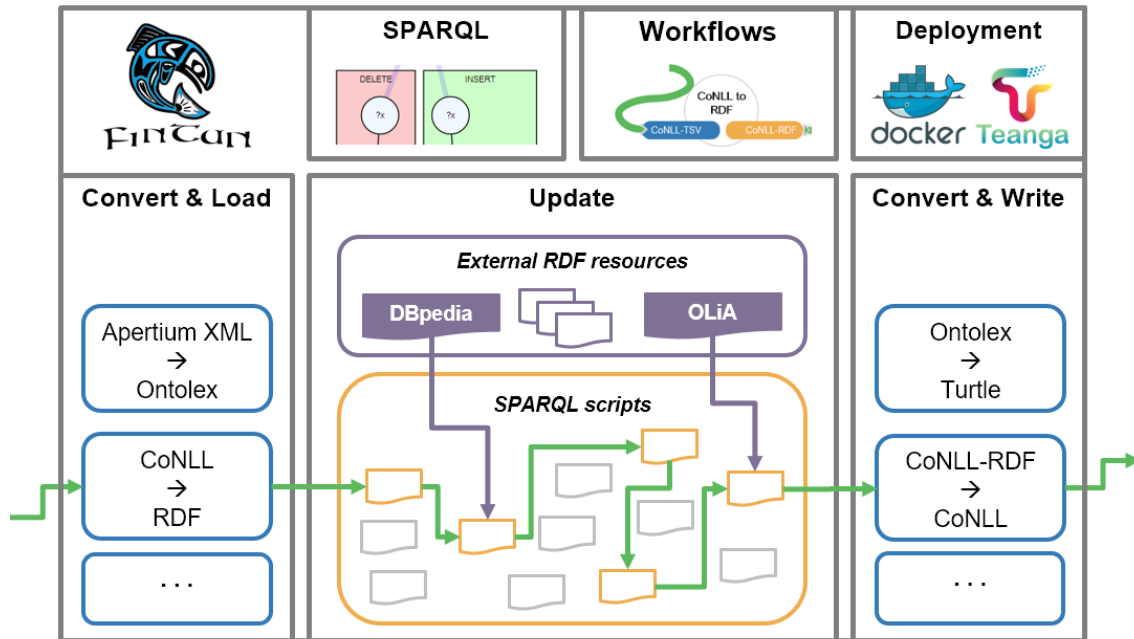 FINTAN
SPARQL
DELETE
?x
INSERT
?x
Workflows
CoNLL to
RDF
CoNLL-TSV
CoNLL-RDF
Deployment
docker
Teanga
Convert & Load
Apertium XML
→
Ontolex
CoNLL
→
RDF
...
Update
External RDF resources
DBpedia
OLiA
SPARQL scripts
Convert & Write
Ontolex
→
Turtle
CoNLL-RDF
→
CoNLL
...